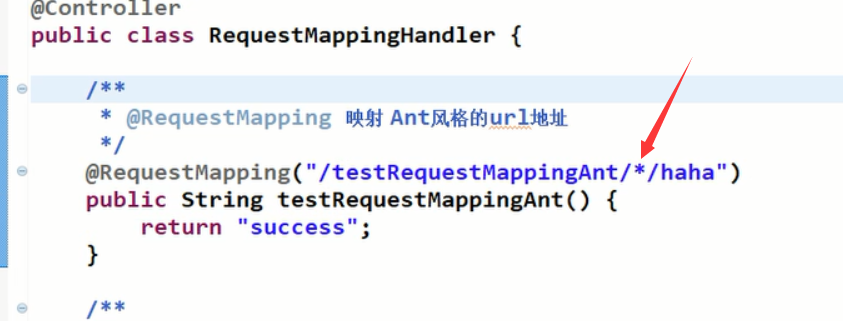 @Controller
public class RequestMappingHandler {
/**
* @RequestMapping 映射 Ant风格的url地址
*/
@RequestMapping("/testRequestMappingAnt/*/haha")
public String testRequestMappingAnt() {
return "success";
}
/**